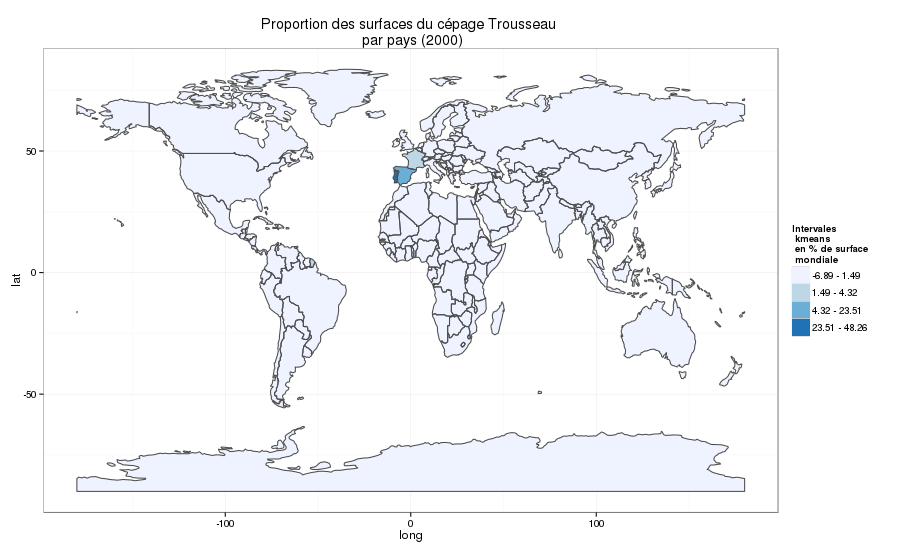 Proportion des surfaces du cépage Trousseau
par pays (2000)
50
0
-50
lat
-100
0
100
long
Intervales
kmeans
en % de surface
mondiale
-6.89 - 1.49
1.49 - 4.32
4.32 - 23.51
23.51 - 48.26